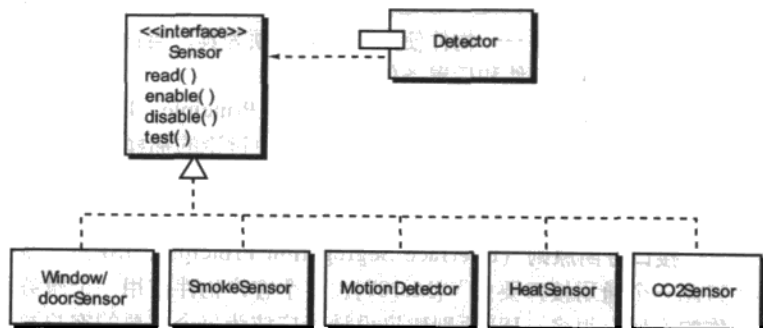 <<interface>>
Sensor
read( )
enable( )
disable( )
test( )
Detector
Window/
doorSensor
SmokeSensor
MotionDetector
HeatSensor
CO2Sensor